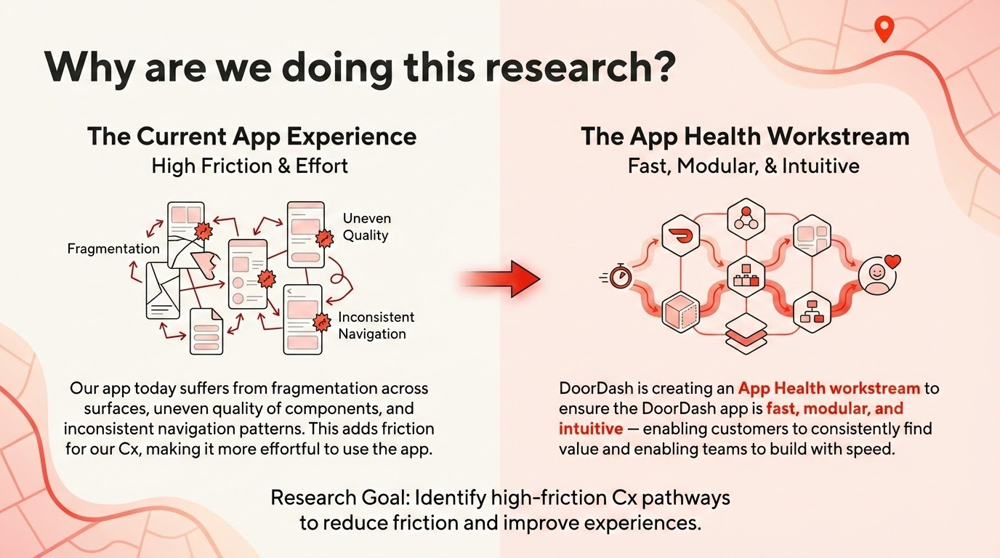 Why are we doing this research?
The Current App Experience
High Friction & Effort
Fragmentation
Uneven
Quality
Inconsistent
Navigation
Our app today suffers from fragmentation across
surfaces, uneven quality of components, and
inconsistent navigation patterns. This adds friction
for our Cx, making it more effortful to use the app.
The App Health Workstream
Fast, Modular, & Intuitive
DoorDash is creating an App Health workstream to
ensure the DoorDash app is fast, modular, and
intuitive — enabling customers to consistently find
value and enabling teams to build with speed.
Research Goal: Identify high-friction Cx pathways
to reduce friction and improve experiences.